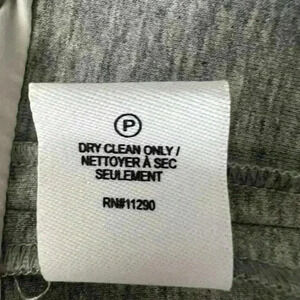 P
DRY CLEAN ONLY /
NETTOYER À SEC
SEULEMENT
RN#11290